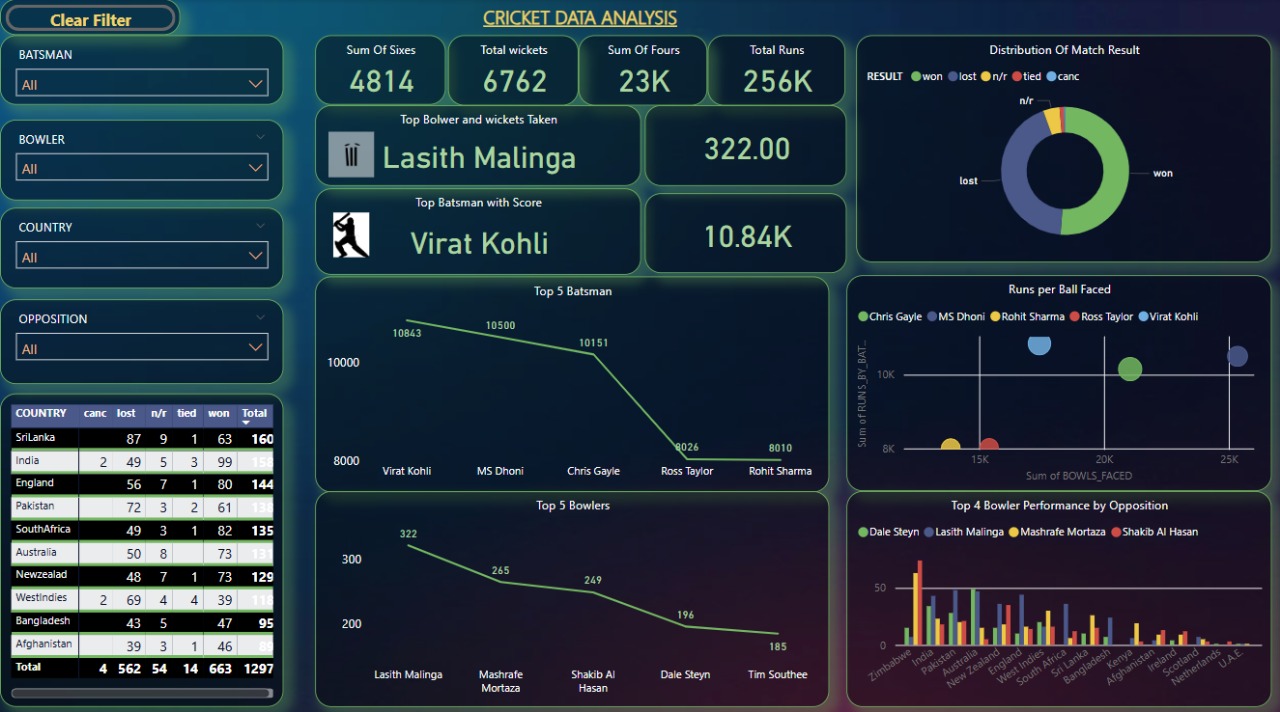 Clear Filter
CRICKET DATA ANALYSIS
BATSMAN
All
BOWLER
All
COUNTRY
All
OPPOSITION
All
COUNTRY canc lost n/r tied won Total
SriLanka 87 9 1 63 160
India 2 49 5 3 99 158
England 56 7 1 80 144
Pakistan 72 3 2 61 138
SouthAfrica 49 3 1 82 135
Australia 50 8 73 131
Newzealad 48 7 1 73 129
WestIndies 2 69 4 4 39 118
Bangladesh 43 5 47 95
Afghanistan 39 3 1 46 89
Total 4 562 54 14 663 1297
Sum Of Sixes
4814
Total wickets
6762
Sum Of Fours
23K
Total Runs
256K
Top Bolwer and wickets Taken
Lasith Malinga
322.00
Top Batsman with Score
Virat Kohli
10.84K
Distribution Of Match Result
RESULT won lost n/r tied canc
n/r
lost
won
Top 5 Batsman
10843
10500
10151
10000
8026
8010
8000
Virat Kohli MS Dhoni Chris Gayle Ross Taylor Rohit Sharma
Runs per Ball Faced
Chris Gayle MS Dhoni Rohit Sharma Ross Taylor Virat Kohli
Sum of RUNS_BY_BAT...
10K
8K
15K 20K 25K
Sum of BOWLS_FACED
Top 5 Bowlers
322
300
265
249
200
196
185
Lasith Malinga Mashrafe Mortaza Shakib Al Hasan Dale Steyn Tim Southee
Top 4 Bowler Performance by Opposition
Dale Steyn Lasith Malinga Mashrafe Mortaza Shakib Al Hasan
50
0
Zimbabwe India Pakistan Australia New Zealand England West Indies South Africa Sri Lanka Bangladesh Kenya Afghanistan Ireland Scotland Netherlands U.A.E.